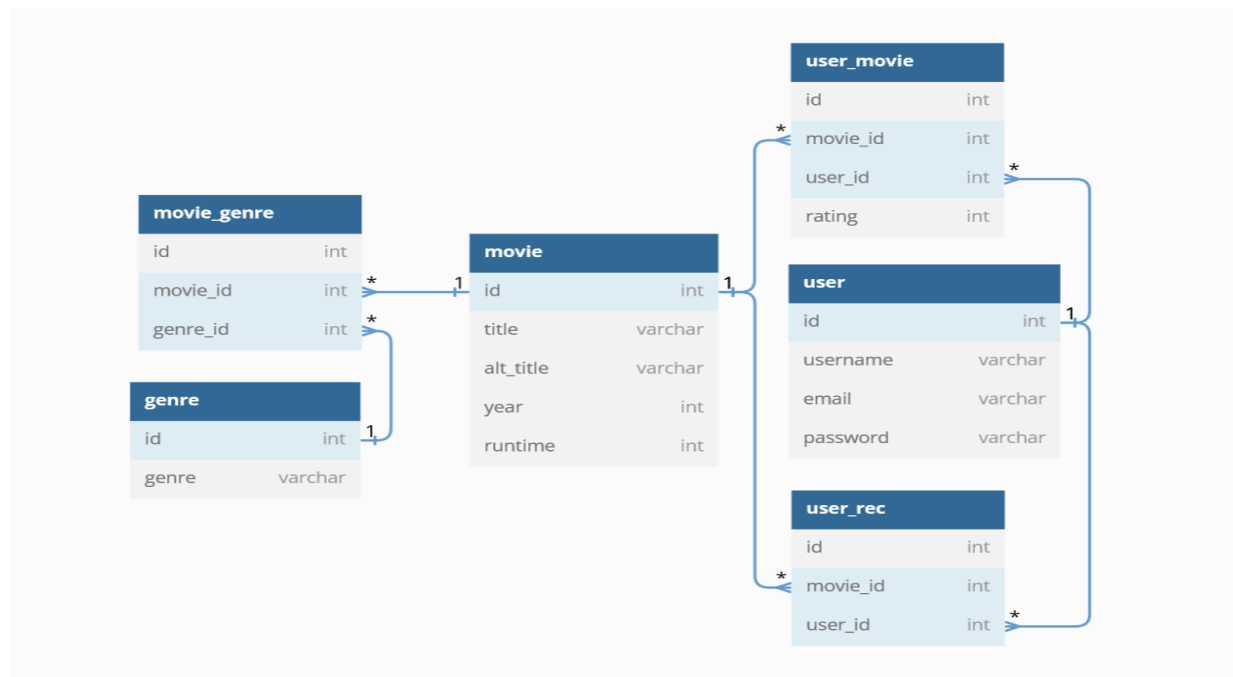 movie_genre
id int
* movie_id int
* genre_id int
genre
id int 1
genre varchar
movie
1 id int 1
title varchar
alt_title varchar
year int
runtime int
user_movie
id int
* movie_id int
user_id int *
rating int
user
id int 1
username varchar
email varchar
password varchar
user_rec
id int
* movie_id int
user_id int *